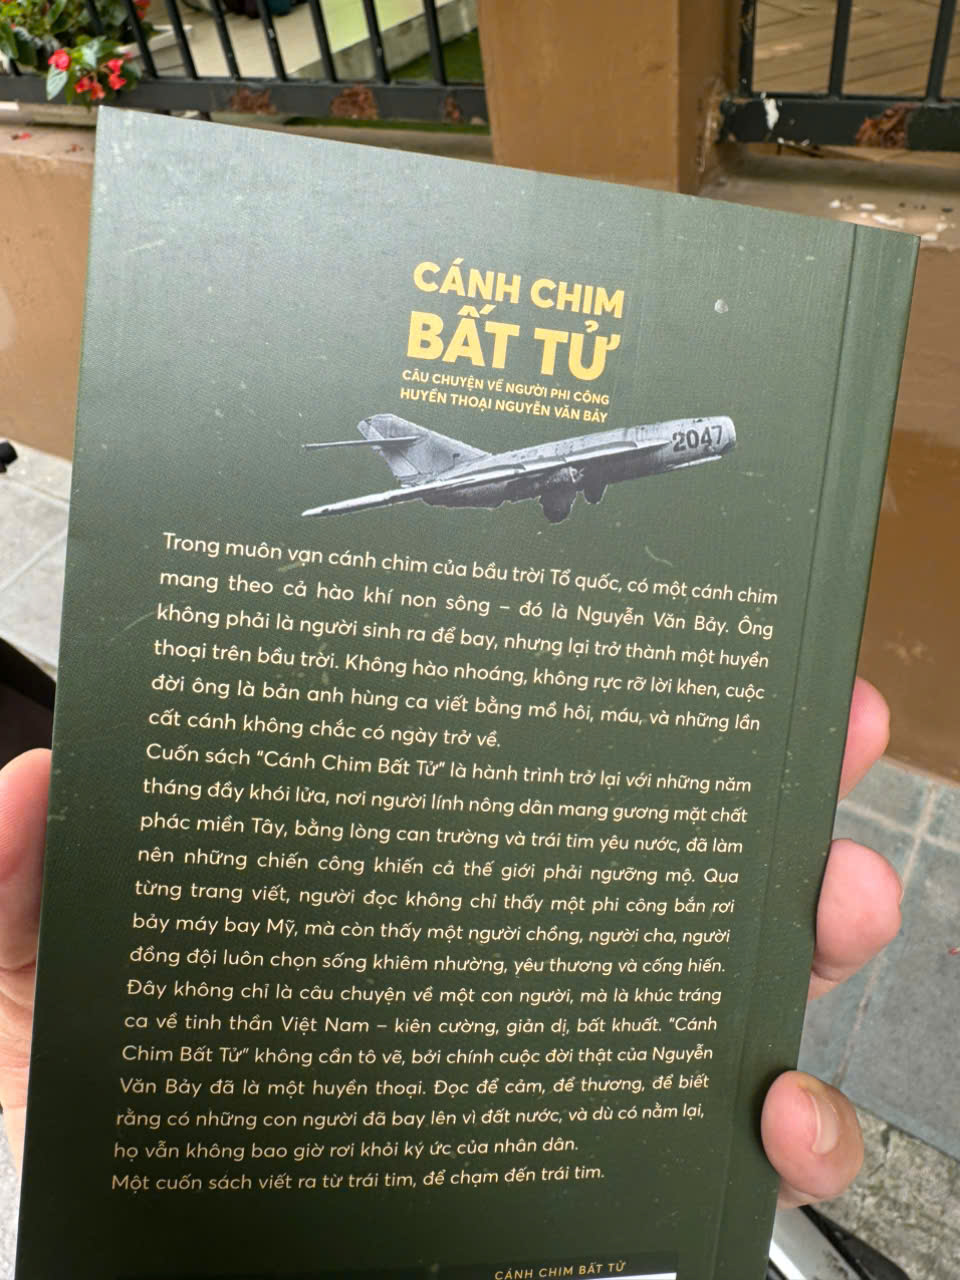 CÁNH CHIM
BẤT TỬ
CÂU CHUYỆN VỀ NGƯỜI PHI CÔNG
HUYỀN THOẠI NGUYỄN VĂN BẢY
2047
Trong muôn vạn cánh chim của bầu trời Tổ quốc, có một cánh chim
mang theo cả hào khí non sông – đó là Nguyễn Văn Bảy. Ông
không phải là người sinh ra để bay, nhưng lại trở thành một huyền
thoại trên bầu trời. Không hào nhoáng, không rực rỡ lời khen, cuộc
đời ông là bản anh hùng ca viết bằng mồ hôi, máu, và những lần
cất cánh không chắc có ngày trở về.
Cuốn sách "Cánh Chim Bất Tử" là hành trình trở lại với những năm
tháng đầy khói lửa, nơi người lính nông dân mang gương mặt chất
phác miền Tây, bằng lòng can trường và trái tim yêu nước, đã làm
nên những chiến công khiến cả thế giới phải ngưỡng mộ. Qua
từng trang viết, người đọc không chỉ thấy một phi công bắn rơi
bảy máy bay Mỹ, mà còn thấy một người chồng, người cha, người
đồng đội luôn chọn sống khiêm nhường, yêu thương và cống hiến.
Đây không chỉ là câu chuyện về một con người, mà là khúc tráng
ca về tinh thần Việt Nam – kiên cường, giản dị, bất khuất. "Cánh
Chim Bất Tử" không cần tô vẽ, bởi chính cuộc đời thật của Nguyễn
Văn Bảy đã là một huyền thoại. Đọc để cảm, để thương, để biết
rằng có những con người đã bay lên vì đất nước, và dù có nằm lại,
họ vẫn không bao giờ rơi khỏi ký ức của nhân dân.
Một cuốn sách viết ra từ trái tim, để chạm đến trái tim.
CÁNH CHIM BẤT TỬ